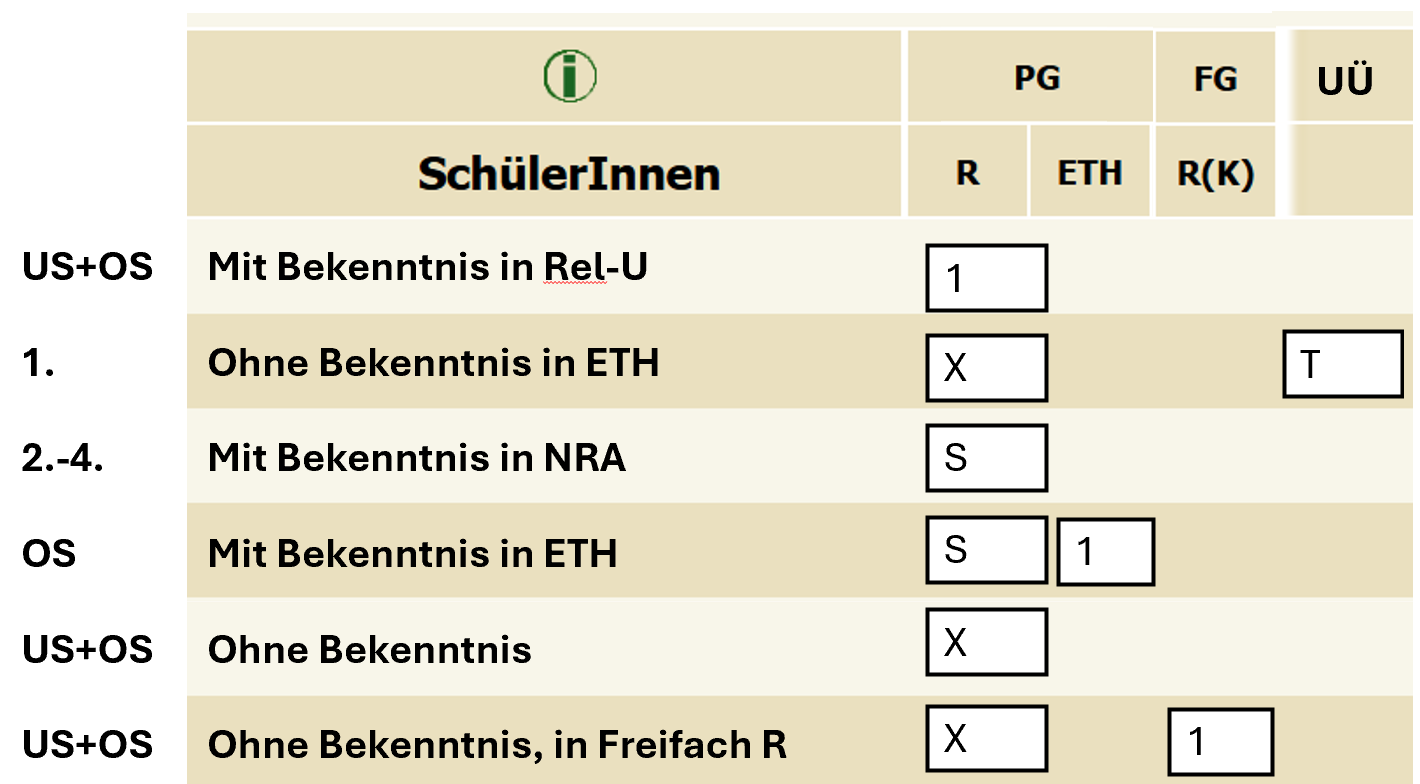 PG FG UÜ
SchülerInnen R ETH R(K)
US+OS Mit Bekenntnis in Rel-U 1
1. Ohne Bekenntnis in ETH X T
2.-4. Mit Bekenntnis in NRA S
OS Mit Bekenntnis in ETH S 1
US+OS Ohne Bekenntnis X
US+OS Ohne Bekenntnis, in Freifach R X 1